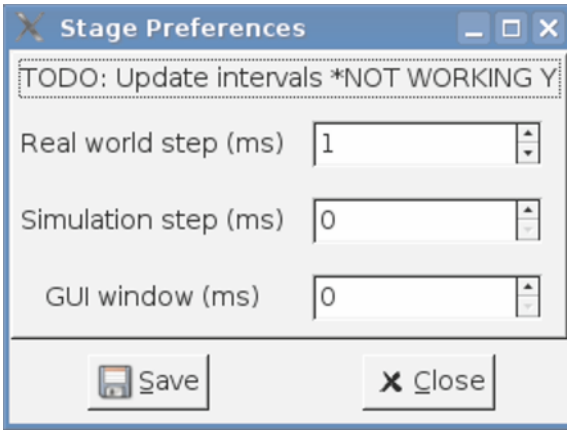 Stage Preferences
TODO: Update intervals *NOT WORKING Y
Real world step (ms) 1
Simulation step (ms) 0
GUI window (ms) 0
Save Close